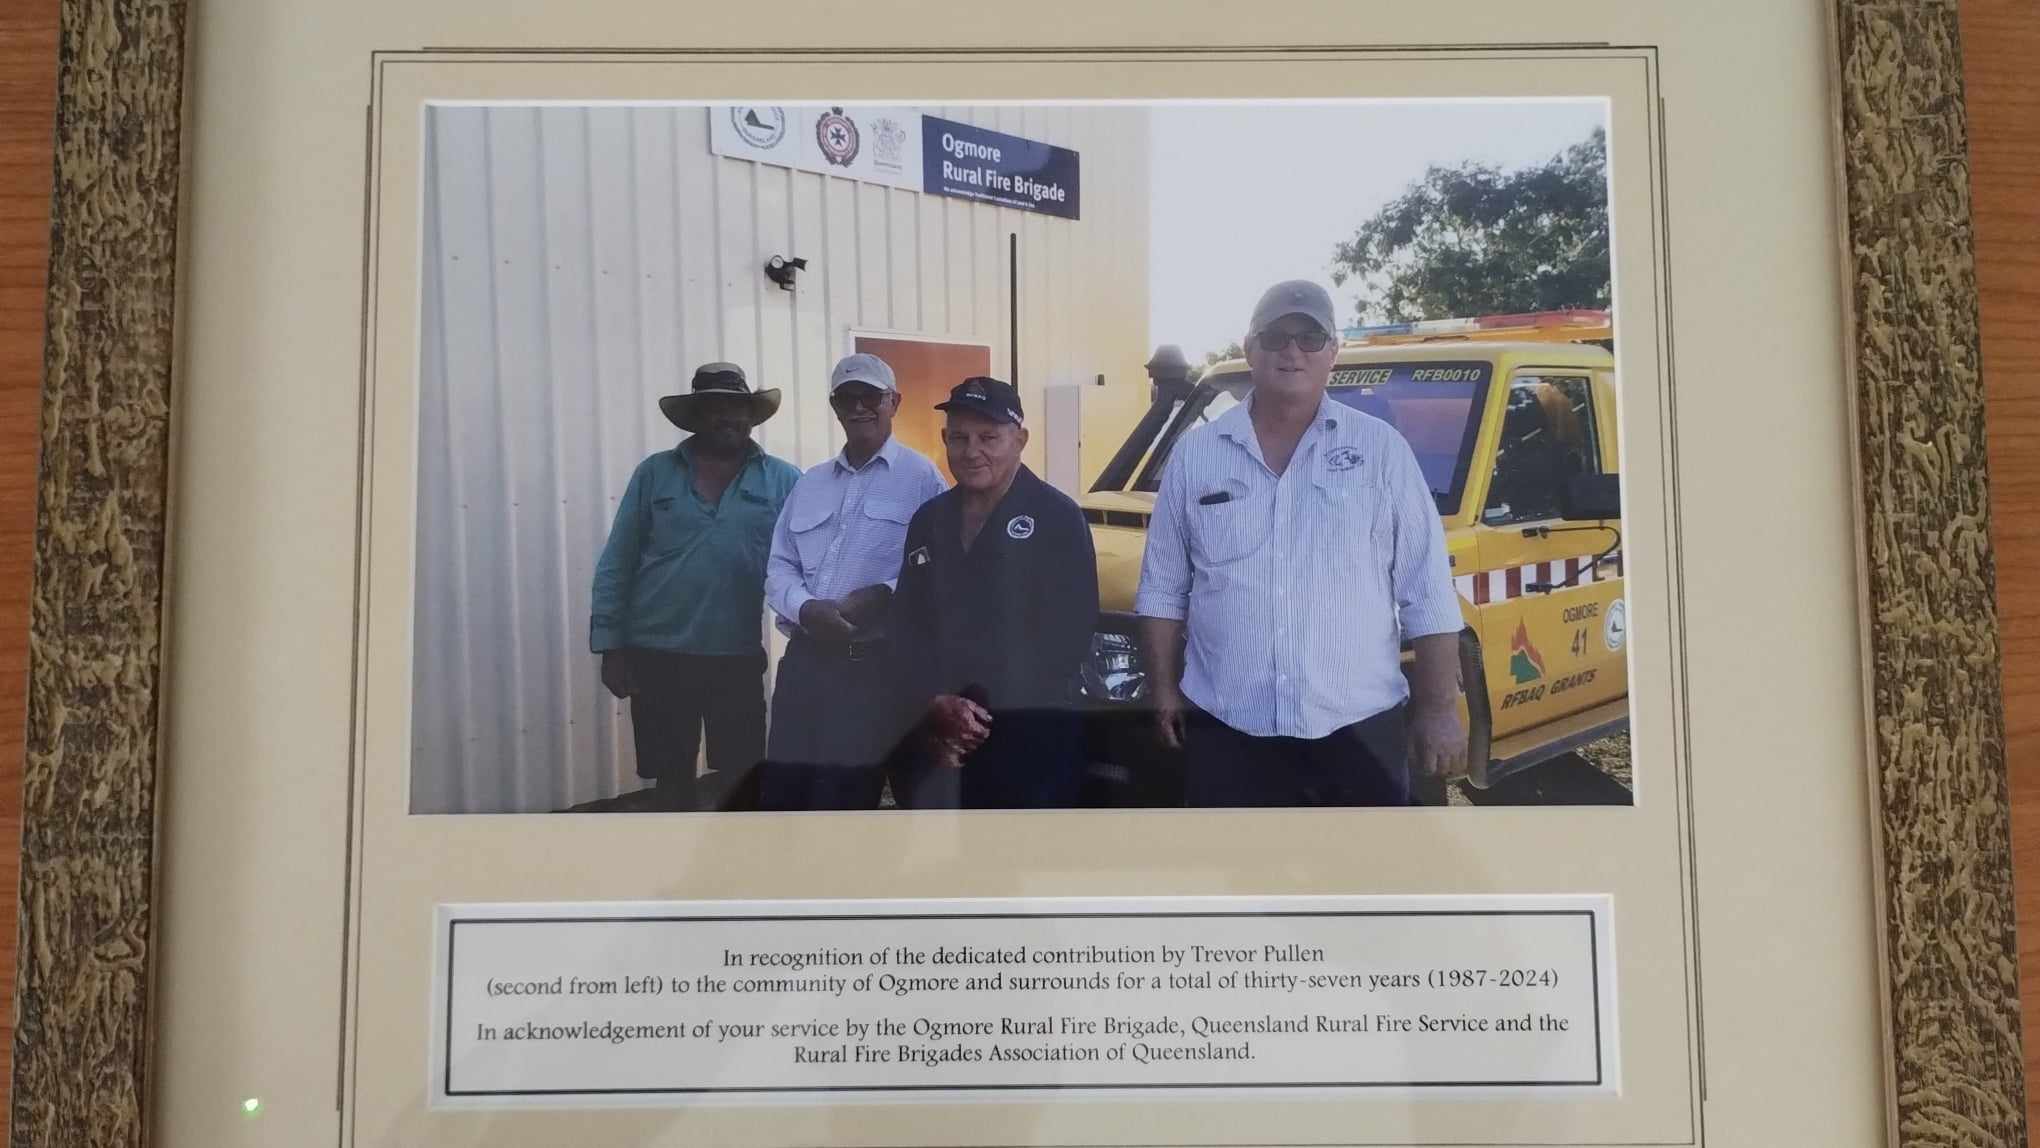 Ogmore
Rural Fire Brigade
RFBAQ
SERVICE RFB0010
OGMORE
41
RFBAQ GRANTS
In recognition of the dedicated contribution by Trevor Pullen
(second from left) to the community of Ogmore and surrounds for a total of thirty-seven years (1987-2024)
In acknowledgement of your service by the Ogmore Rural Fire Brigade, Queensland Rural Fire Service and the
Rural Fire Brigades Association of Queensland.